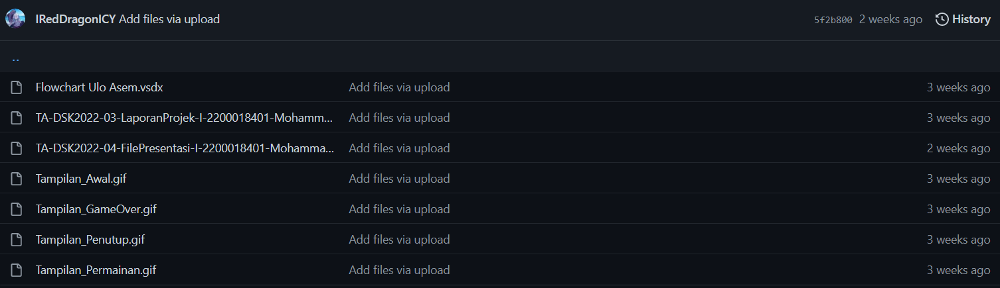 IRedDragonICY Add files via upload 5f2b800 2 weeks ago History
..
Flowchart Ulo Asem.vsdx Add files via upload 3 weeks ago
TA-DSK2022-03-LaporanProjek-I-2200018401-Mohamm... Add files via upload 3 weeks ago
TA-DSK2022-04-FilePresentasi-I-2200018401-Mohamma... Add files via upload 2 weeks ago
Tampilan_Awal.gif Add files via upload 3 weeks ago
Tampilan_GameOver.gif Add files via upload 3 weeks ago
Tampilan_Penutup.gif Add files via upload 3 weeks ago
Tampilan_Permainan.gif Add files via upload 3 weeks ago